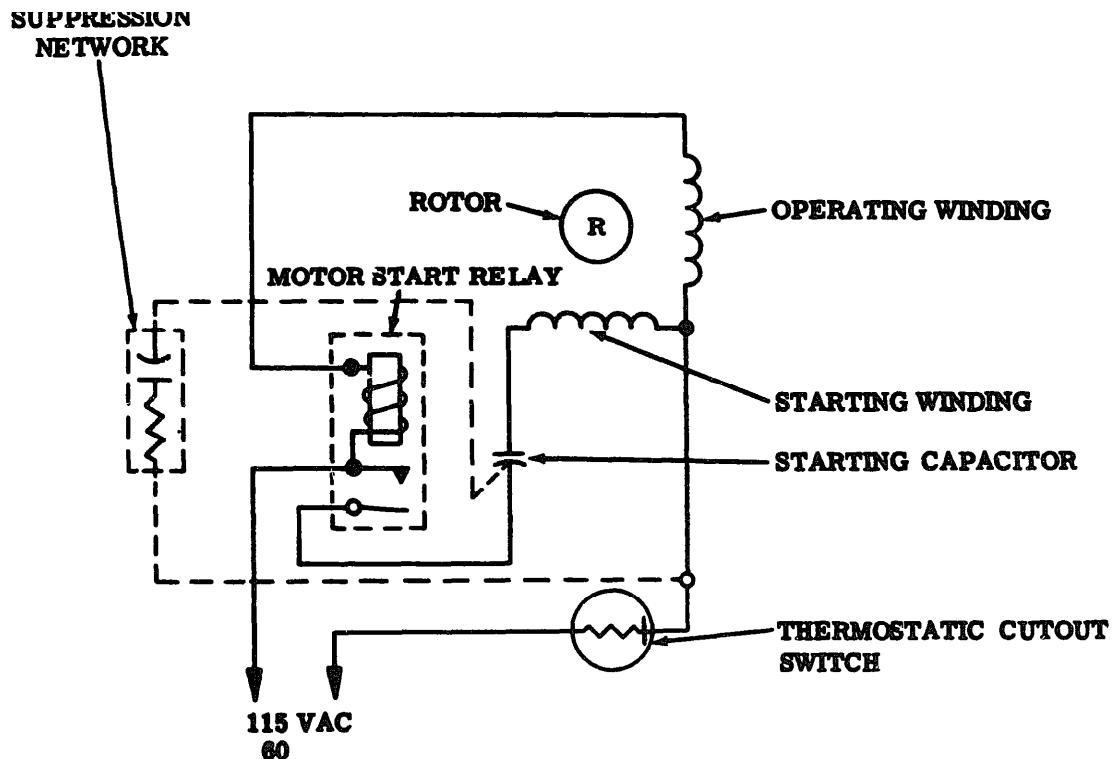 SUPPRESSION
NETWORK
ROTOR
R
OPERATING WINDING
MOTOR START RELAY
STARTING WINDING
STARTING CAPACITOR
THERMOSTATIC CUTOUT
SWITCH
115 VAC
60